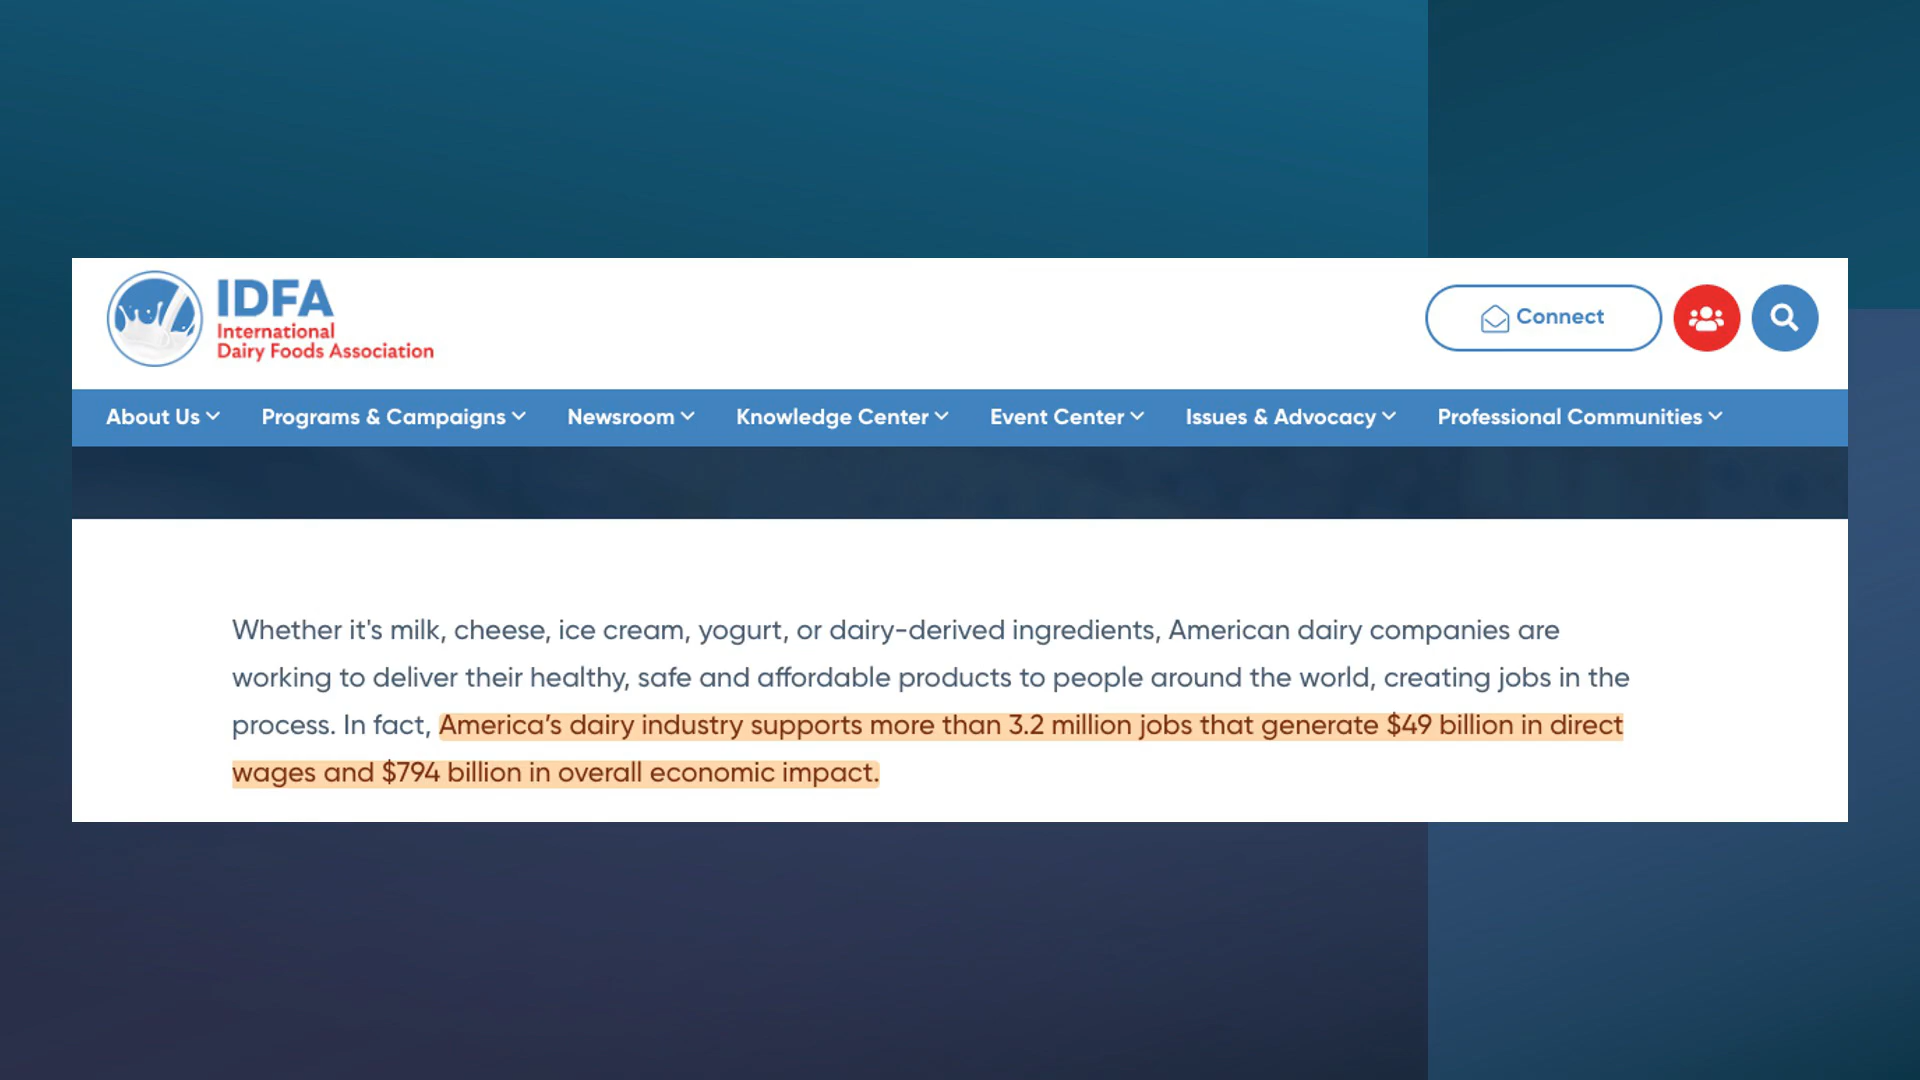 IDFA
International
Dairy Foods Association
Connect
About Us Programs & Campaigns Newsroom Knowledge Center Event Center Issues & Advocacy Professional Communities
Whether it's milk, cheese, ice cream, yogurt, or dairy-derived ingredients, American dairy companies are
working to deliver their healthy, safe and affordable products to people around the world, creating jobs in the
process. In fact, America’s dairy industry supports more than 3.2 million jobs that generate $49 billion in direct
wages and $794 billion in overall economic impact.